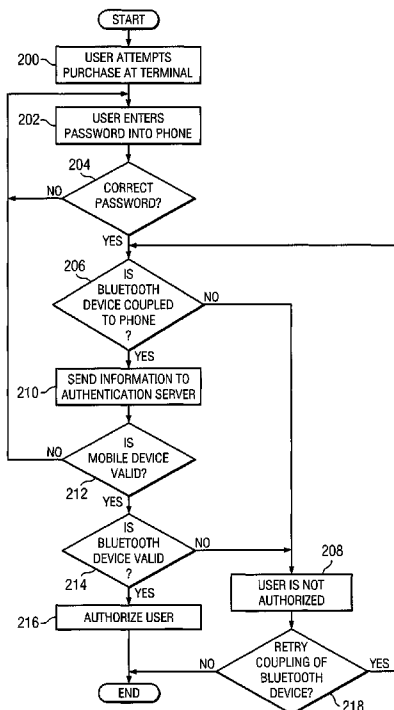 START
200
USER ATTEMPTS
PURCHASE AT TERMINAL
202
USER ENTERS
PASSWORD INTO PHONE
204
NO
CORRECT
PASSWORD?
YES
206
IS
BLUETOOTH
DEVICE COUPLED
TO PHONE
?
NO
YES
210
SEND INFORMATION TO
AUTHENTICATION SERVER
NO
IS
MOBILE DEVICE
VALID?
212
YES
IS
BLUETOOTH
DEVICE VALID
?
NO
214
YES
208
USER IS NOT
AUTHORIZED
216
AUTHORIZE USER
NO
RETRY
COUPLING OF
BLUETOOTH
DEVICE?
YES
218
END